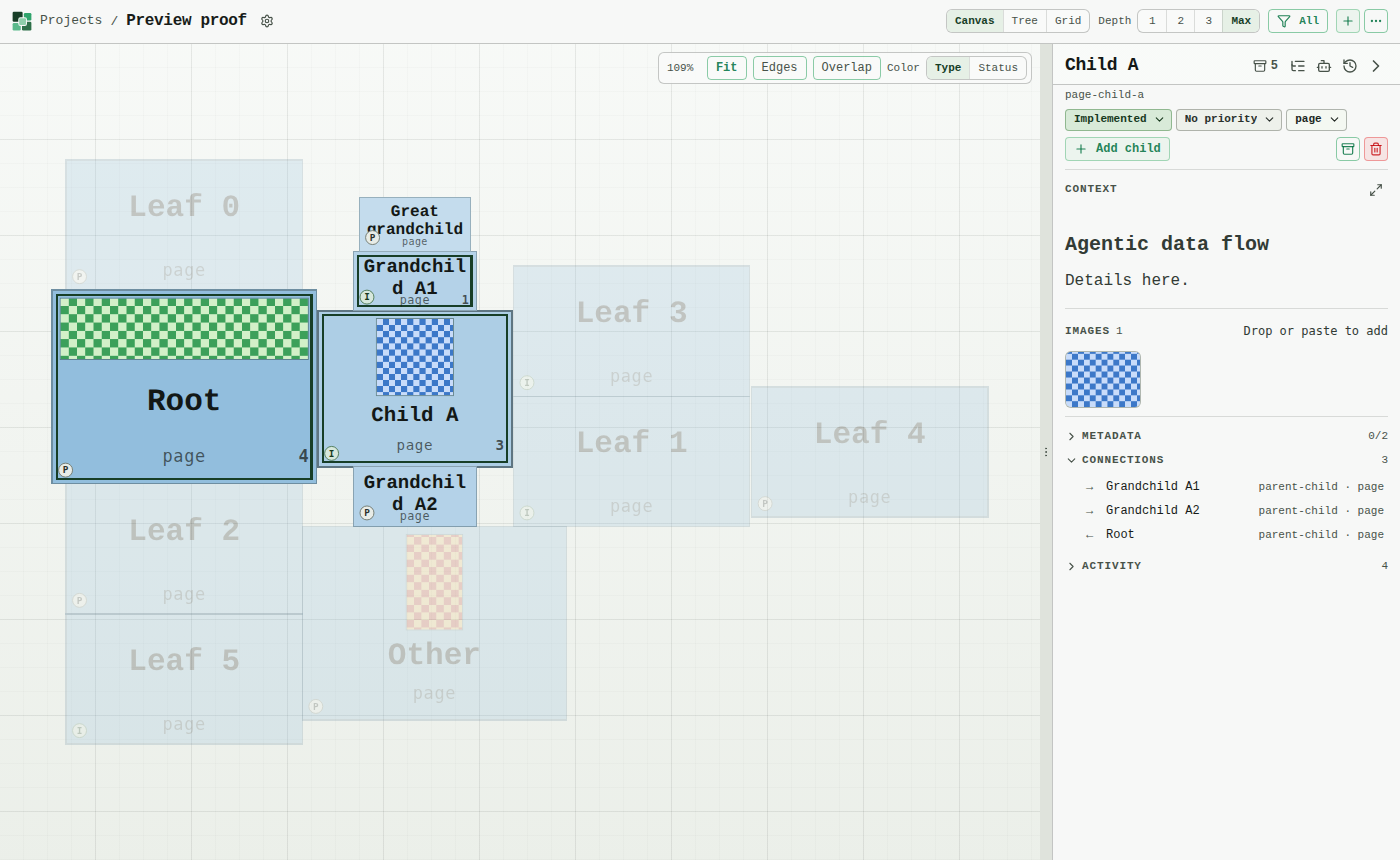 Projects / Preview proof
Canvas Tree Grid Depth 1 2 3 Max All
109% Fit Edges Overlap Color Type Status
Leaf 0
page
P
Great
grandchild
page
P
Grandchil
d A1
page
I
1
Root
page
4
P
Child A
page
3
I
Grandchil
d A2
page
P
Leaf 3
page
I
Leaf 1
page
I
Leaf 4
page
P
Leaf 2
page
P
Leaf 5
page
I
Other
page
P
Child A
5
page-child-a
Implemented No priority page
Add child
CONTEXT
Agentic data flow
Details here.
IMAGES 1 Drop or paste to add
METADATA 0/2
CONNECTIONS 3
→ Grandchild A1 parent-child · page
→ Grandchild A2 parent-child · page
← Root parent-child · page
ACTIVITY 4